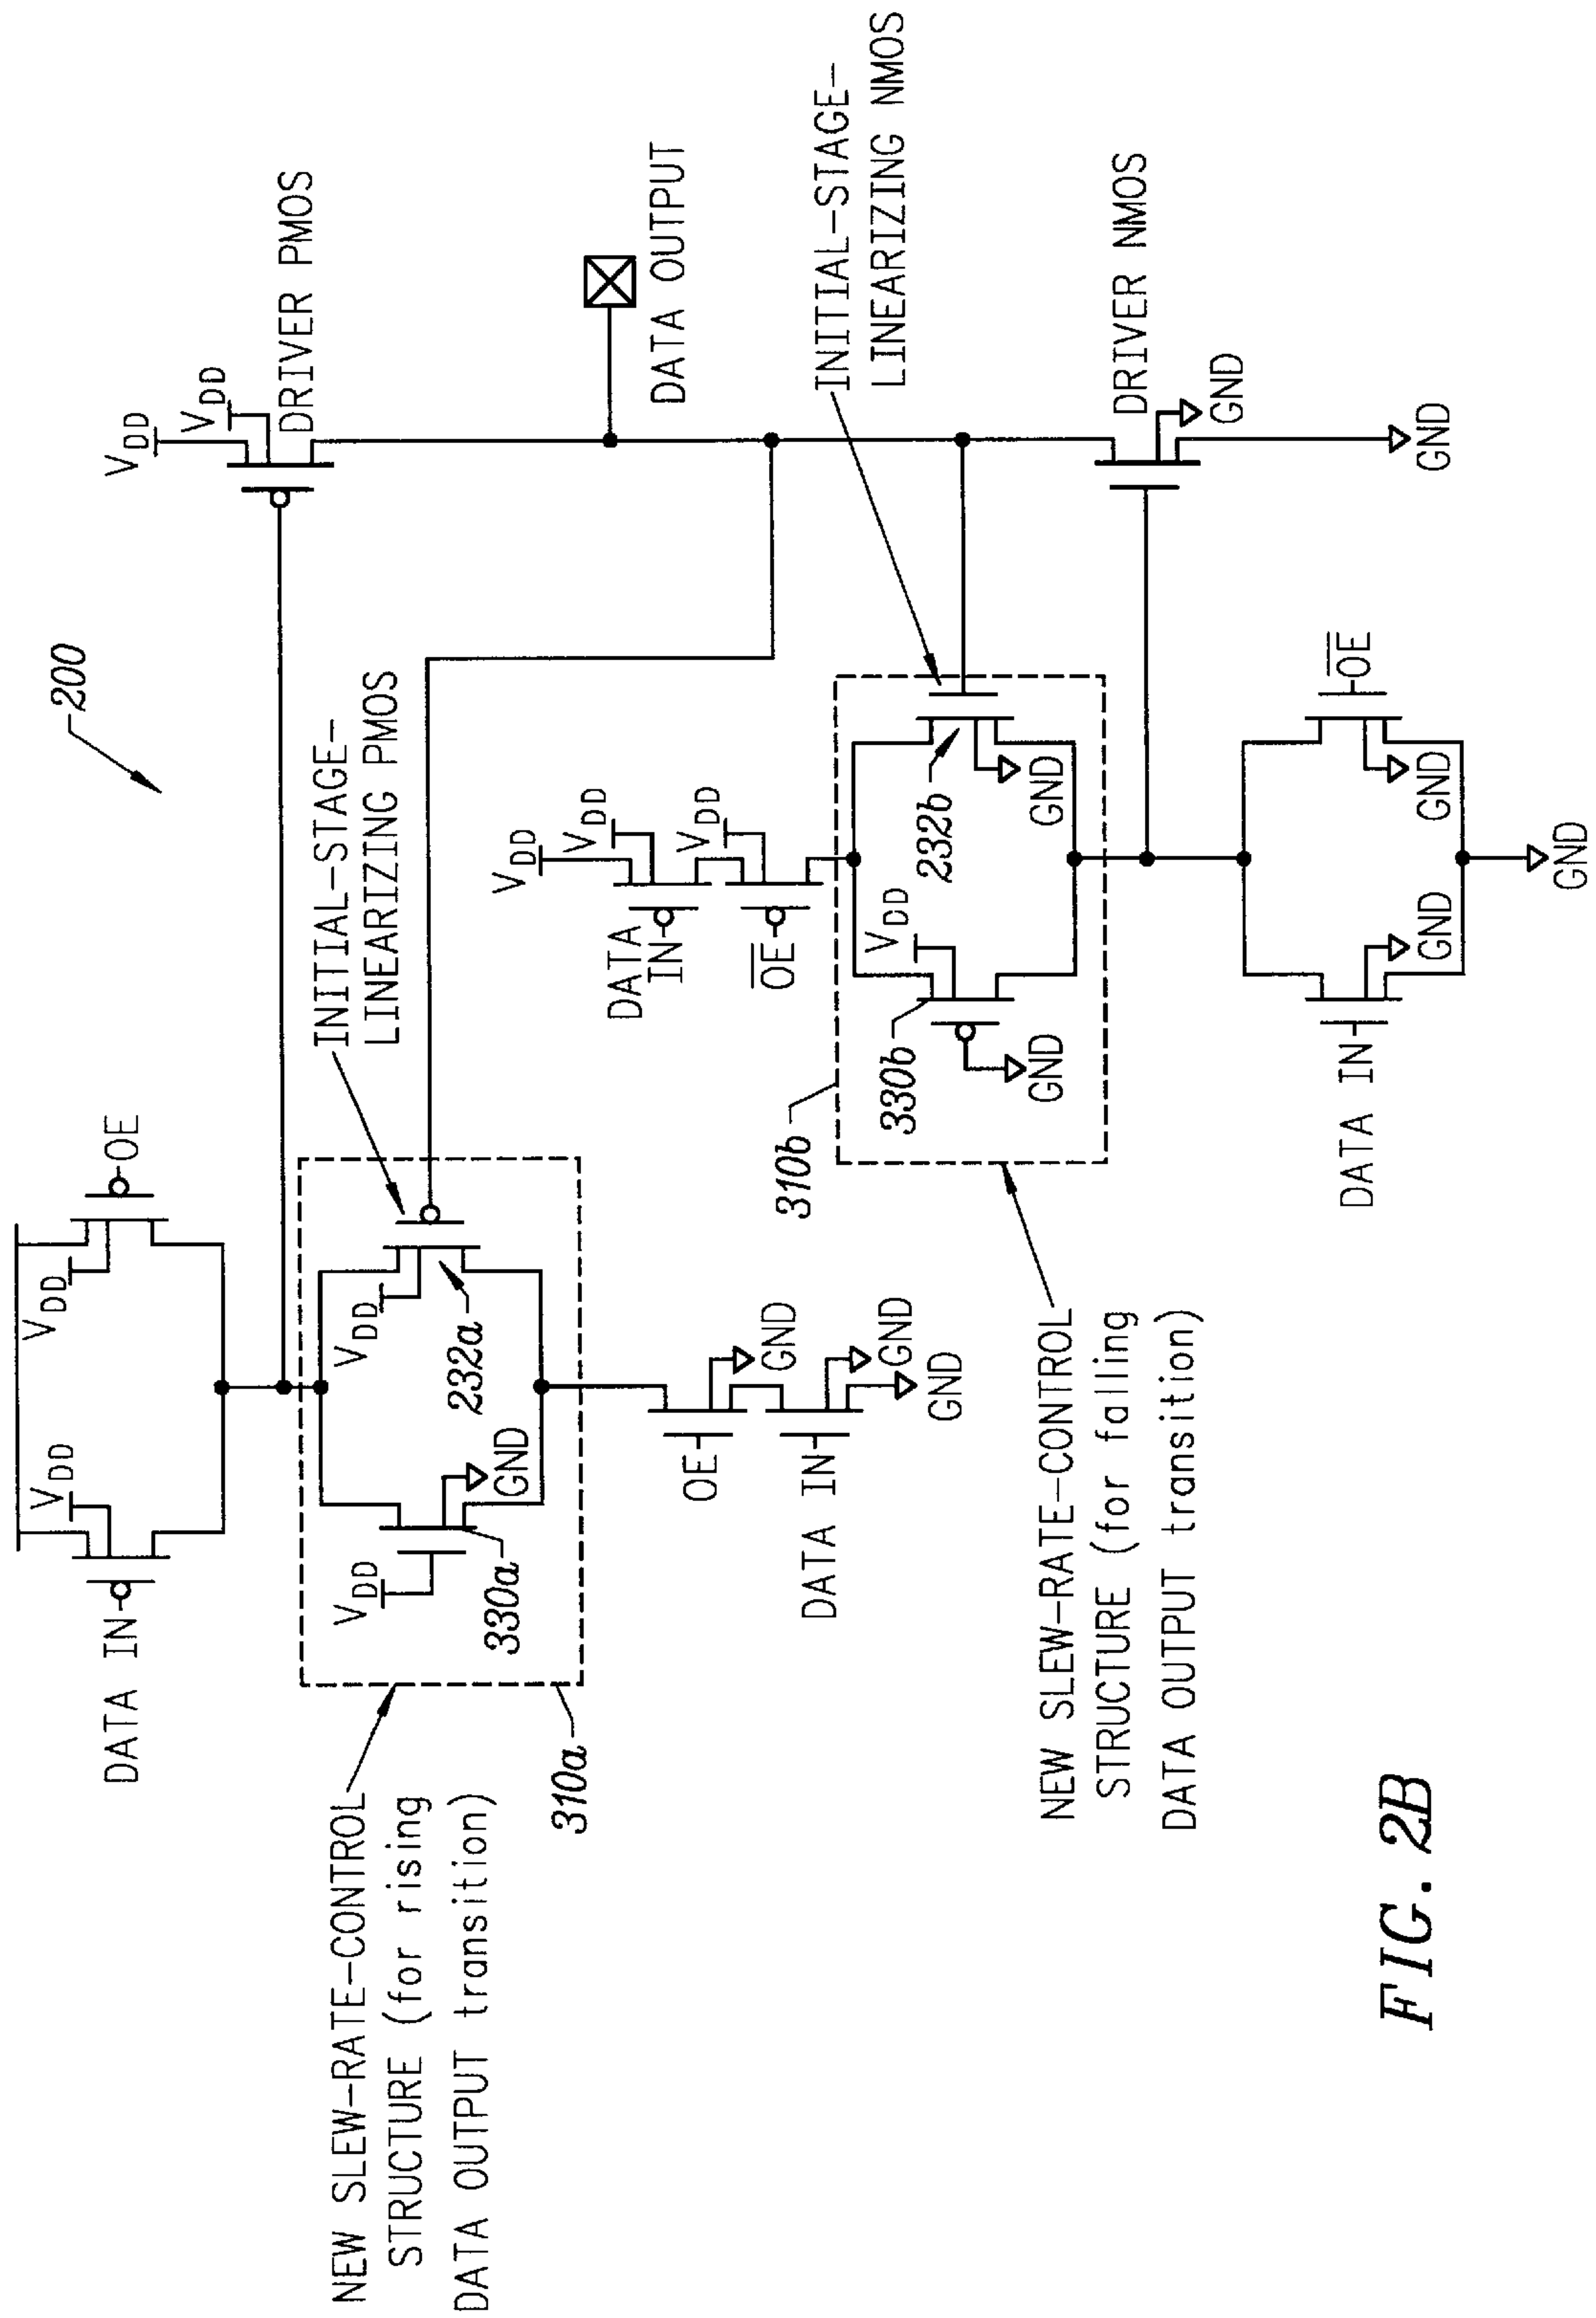 200
V_DD
V_DD
DRIVER PMOS
DATA OUTPUT
INITIAL-STAGE-
LINEARIZING NMOS
DRIVER NMOS
GND
GND
INITIAL-STAGE-
LINEARIZING PMOS
V_DD
V_DD
V_DD
DATA
IN
O̅E̅
V_DD
232b
GND
330b
GND
310b
O̅E̅
GND
GND
DATA IN
GND
OE
V_DD
V_DD
DATA IN
V_DD
232a
GND
V_DD
330a
OE
GND
DATA IN
GND
GND
NEW SLEW-RATE-CONTROL
STRUCTURE (for rising
DATA OUTPUT transition)
310a
NEW SLEW-RATE-CONTROL
STRUCTURE (for falling
DATA OUTPUT transition)
FIG. 2B